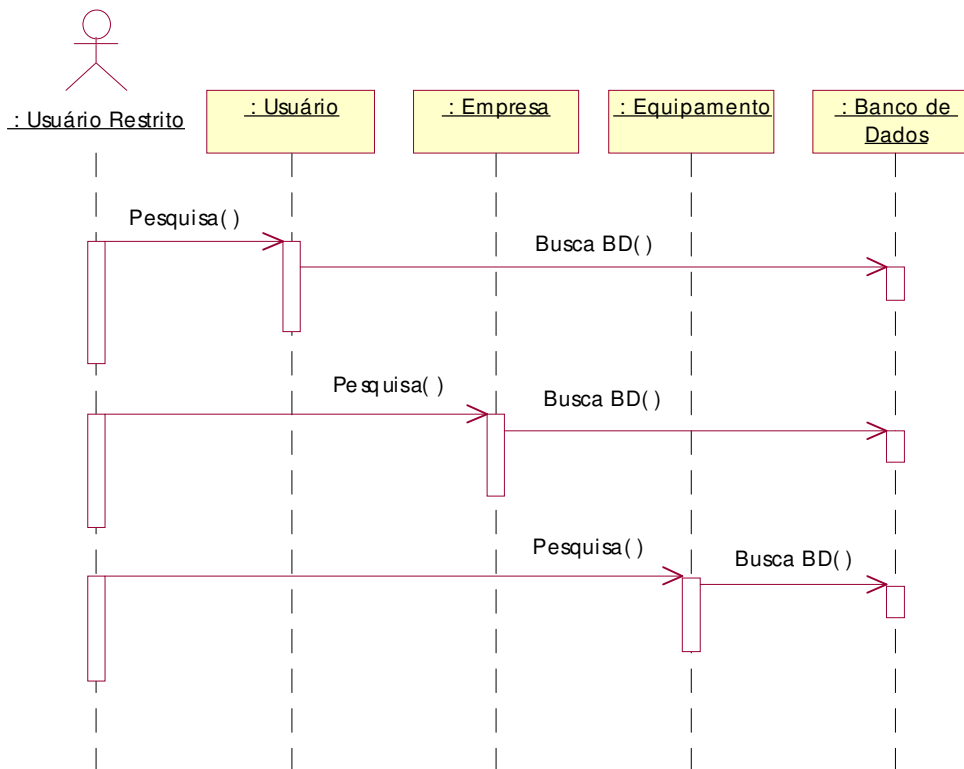 : Usuário Restrito
: Usuário
: Empresa
: Equipamento
: Banco de
Dados
Pesquisa( )
Busca BD( )
Pesquisa( )
Busca BD( )
Pesquisa( )
Busca BD( )